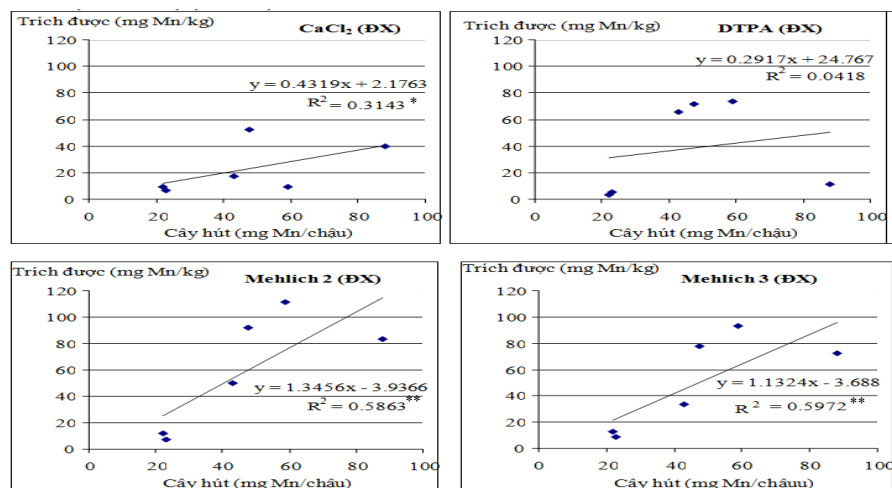 Trích được (mg Mn/kg) CaCl₂ (ĐX)
120
100
80
60
40
20
0
y = 0.4319x + 2.1763
R² = 0.3143 *
0 20 40 60 80 100
Cây hút (mg Mn/chậu)
Trích được (mg Mn/kg) DTPA (ĐX)
120
100
80
60
40
20
0
y = 0.2917x + 24.767
R² = 0.0418
0 20 40 60 80 100
Cây hút (mg Mn/chậu)
Trích được (mg Mn/kg) Mehlich 2 (ĐX)
120
100
80
60
40
20
0
y = 1.3456x - 3.9366
R² = 0.5863 **
0 20 40 60 80 100
Cây hút (mg Mn/chậu)
Trích được (mg Mn/kg) Mehlich 3 (ĐX)
120
100
80
60
40
20
0
y = 1.1324x - 3.688
R² = 0.5972 **
0 20 40 60 80 100
Cây hút (mg Mn/chậuu)